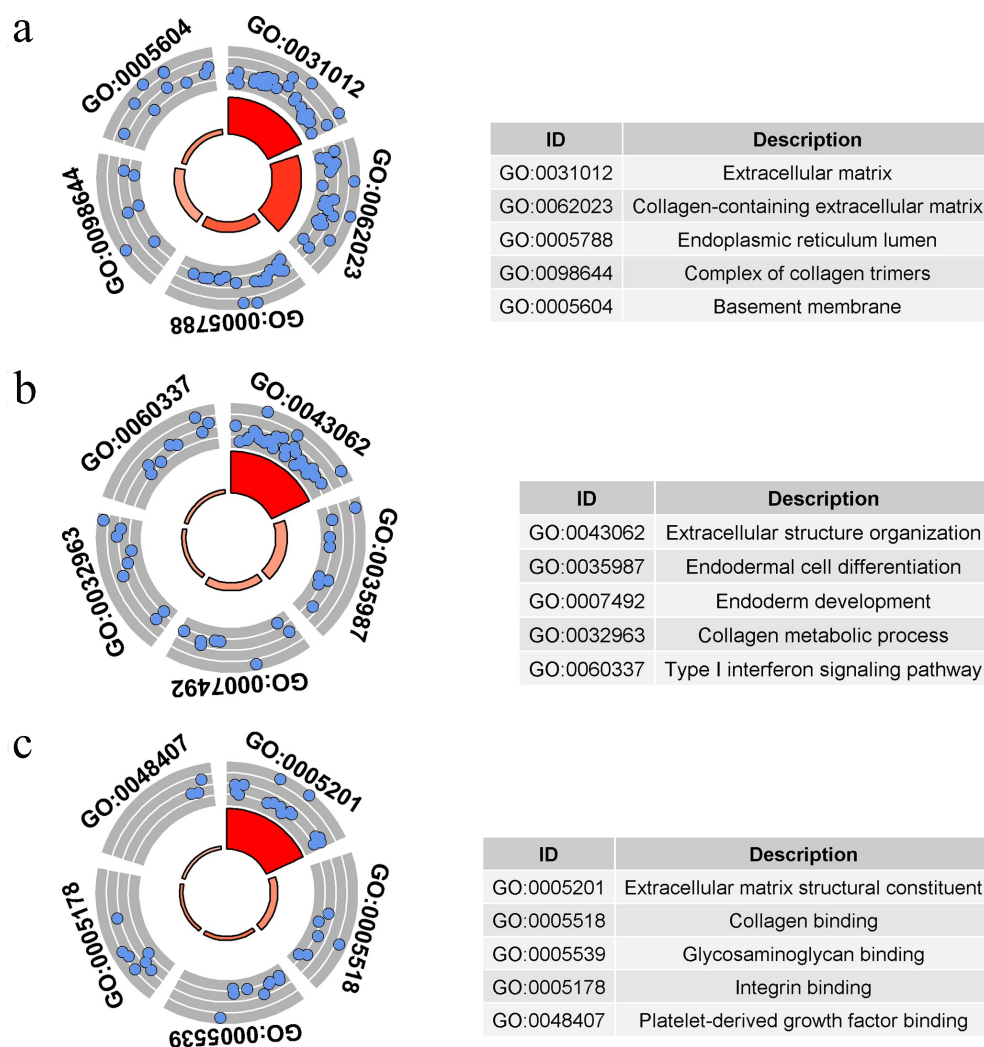 a
GO:0005604
GO:0031012
GO:0098644
GO:0062023
GO:0005788
ID Description
GO:0031012 Extracellular matrix
GO:0062023 Collagen-containing extracellular matrix
GO:0005788 Endoplasmic reticulum lumen
GO:0098644 Complex of collagen trimers
GO:0005604 Basement membrane
b
GO:0060337
GO:0043062
GO:0032963
GO:0035987
GO:0007492
ID Description
GO:0043062 Extracellular structure organization
GO:0035987 Endodermal cell differentiation
GO:0007492 Endoderm development
GO:0032963 Collagen metabolic process
GO:0060337 Type I interferon signaling pathway
c
GO:0048407
GO:0005201
GO:0005178
GO:0005518
GO:0005539
ID Description
GO:0005201 Extracellular matrix structural constituent
GO:0005518 Collagen binding
GO:0005539 Glycosaminoglycan binding
GO:0005178 Integrin binding
GO:0048407 Platelet-derived growth factor binding